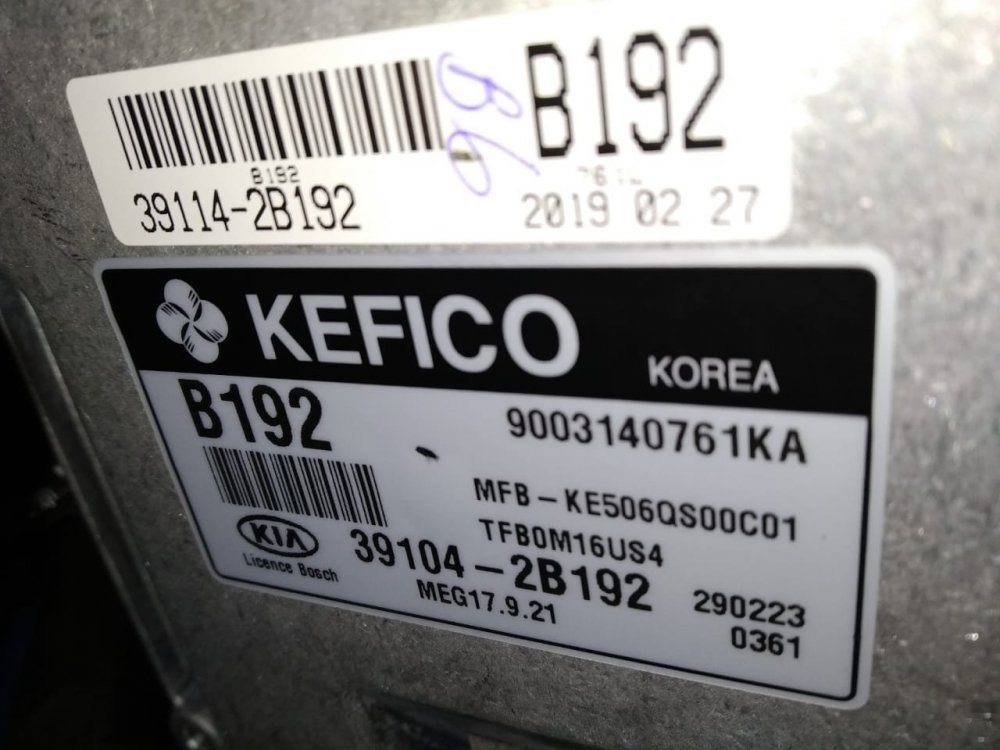 B192
B6
B192
39114-2B192
2019 02 27
KEFICO
KOREA
B192
9003140761KA
MFB-KE506QS00C01
TFB0M16US4
KIA
39104-2B192
Licence Bosch
MEG17.9.21
290223
0361